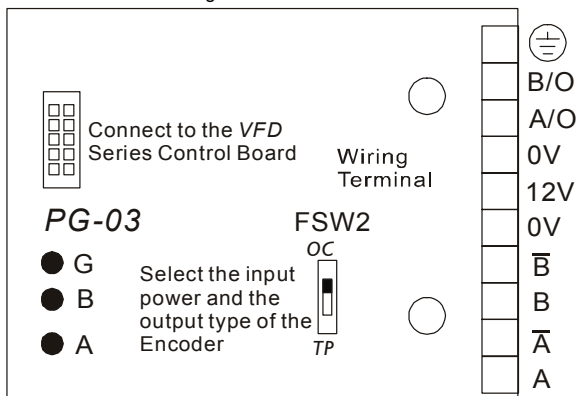 Connect to the VFD
Series Control Board
Wiring
Terminal
PG-03
FSW2
OC
TP
G
B
A
Select the input
power and the
output type of the
Encoder
B/O
A/O
0V
12V
0V
B̅
B
A̅
A